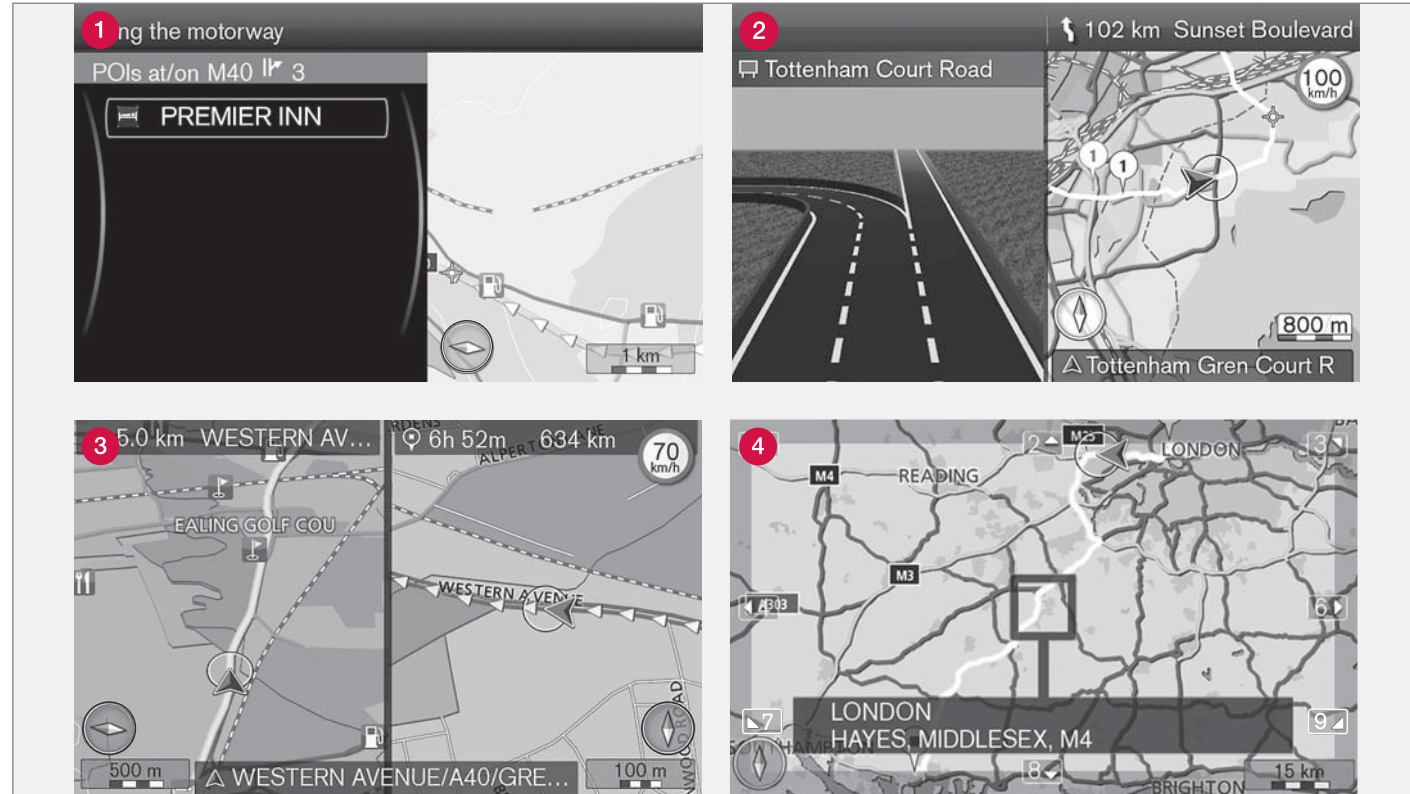 1
ng the motorway
POIs at/on M40 3
PREMIER INN
1 km
2
102 km Sunset Boulevard
Tottenham Court Road
100
km/h
1
1
800 m
Tottenham Gren Court R
3
5.0 km WESTERN AV...
6h 52m 634 km
70
km/h
EALING GOLF COU
WESTERN AVENUE
500 m
WESTERN AVENUE/A40/GRE...
100 m
4
2
M25
3
M4
READING
LONDON
M3
A303
6
LONDON
HAYES, MIDDLESEX, M4
7
9
8
BRIGHTON
15 km